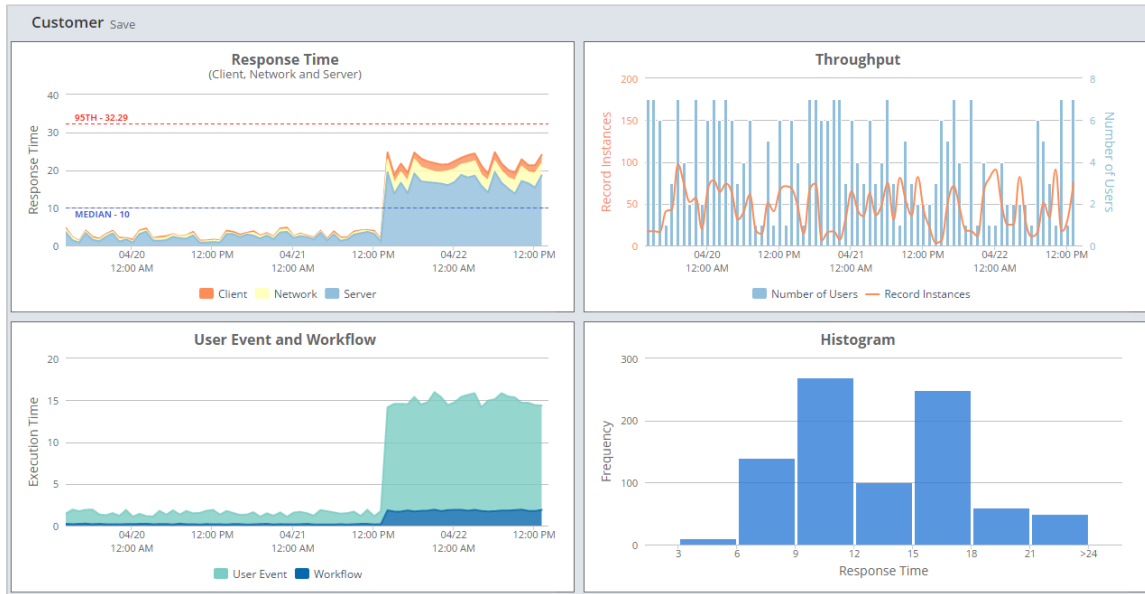 Customer Save
Response Time
(Client, Network and Server)
Response Time
40
30
20
10
0
95TH - 32.29
MEDIAN - 10
04/20
12:00 AM
12:00 PM
04/21
12:00 AM
12:00 PM
04/22
12:00 AM
12:00 PM
Client Network Server
Throughput
Record Instances
200
150
100
50
0
8
6
4
2
0
Number of Users
04/20
12:00 AM
12:00 PM
04/21
12:00 AM
12:00 PM
04/22
12:00 AM
12:00 PM
Number of Users Record Instances
User Event and Workflow
Execution Time
20
15
10
5
0
04/20
12:00 AM
12:00 PM
04/21
12:00 AM
12:00 PM
04/22
12:00 AM
12:00 PM
User Event Workflow
Histogram
Frequency
300
200
100
0
3 6 9 12 15 18 21 >24
Response Time